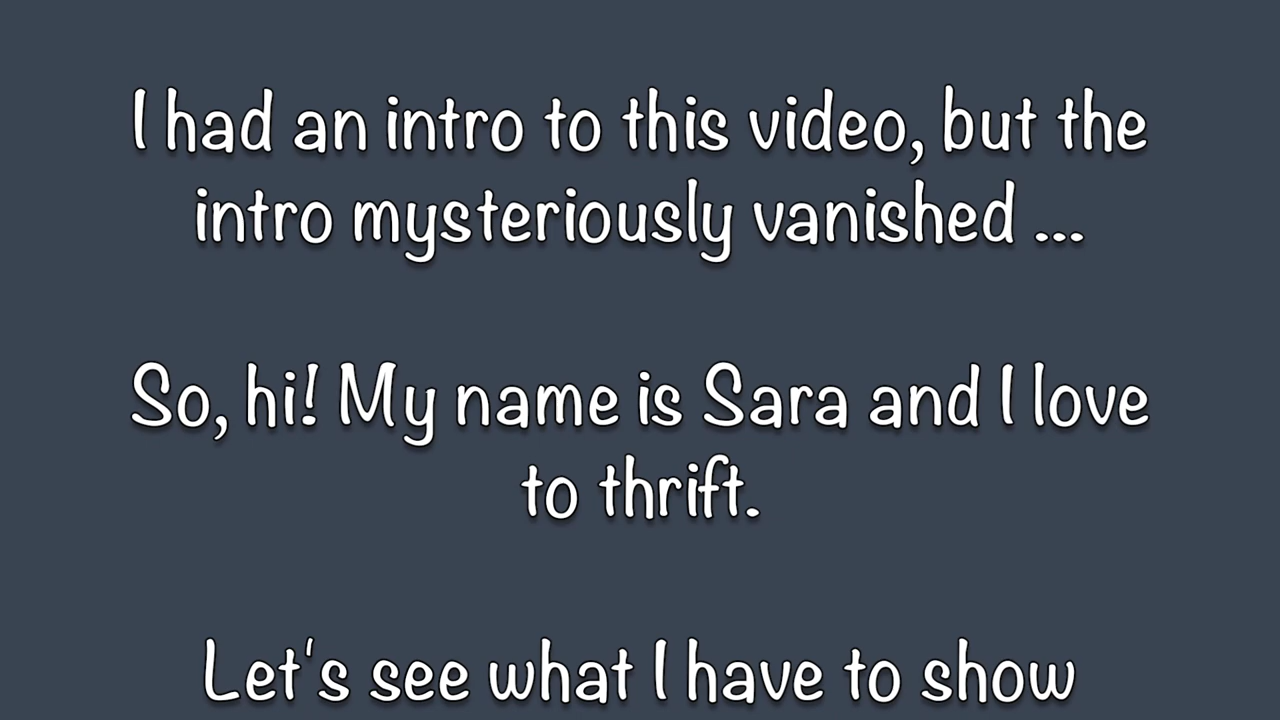 I had an intro to this video, but the
intro mysteriously vanished ...
So, hi! My name is Sara and I love
to thrift.
Let's see what I have to show